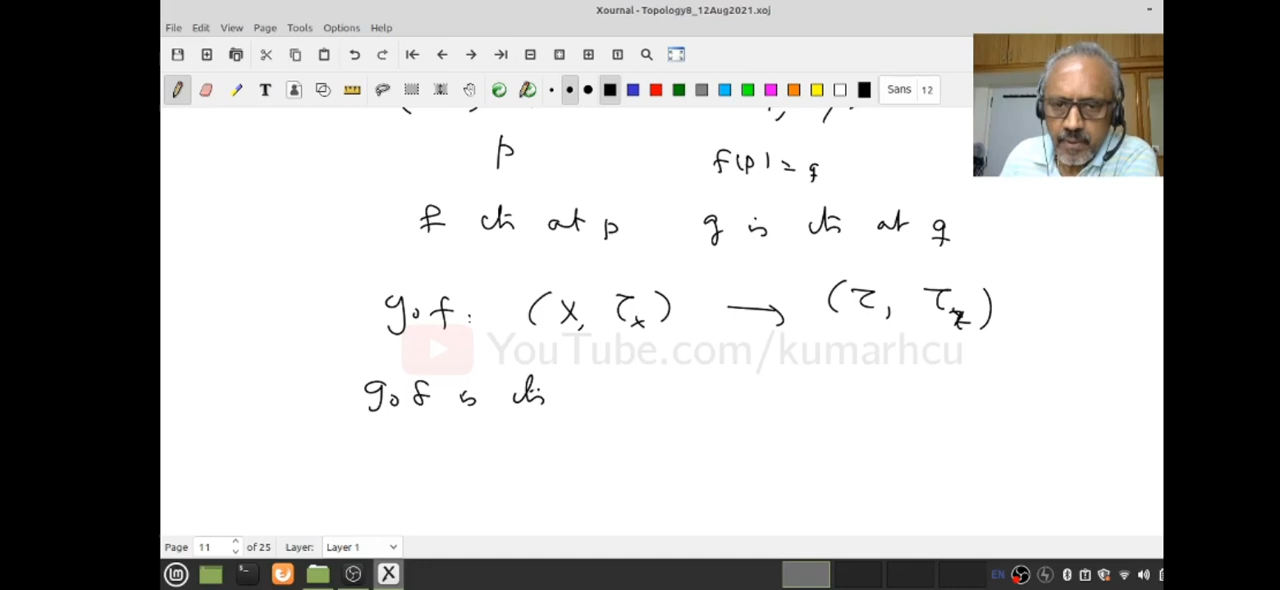 Xournal - Topology8_12Aug2021.xoj
File Edit View Page Tools Options Help
Sans 12
p f(p) = q
f cts at p g is cts at q
g∘f: (X, τx) → (Z, τz)
YouTube.com/kumarhcu
g∘f is cts
Page 11 of 25 Layer: Layer 1
EN